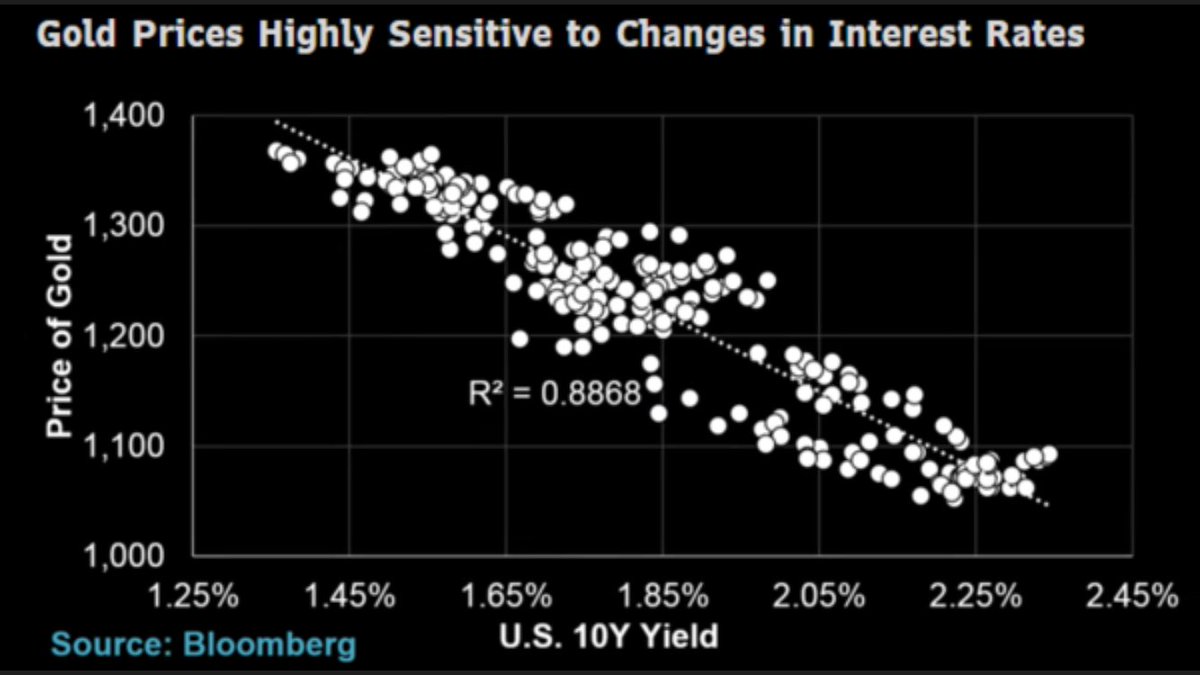 Gold Prices Highly Sensitive to Changes in Interest Rates
1,400
1,300
1,200
1,100
1,000
Price of Gold
R² = 0.8868
1.25% 1.45% 1.65% 1.85% 2.05% 2.25% 2.45%
U.S. 10Y Yield
Source: Bloomberg